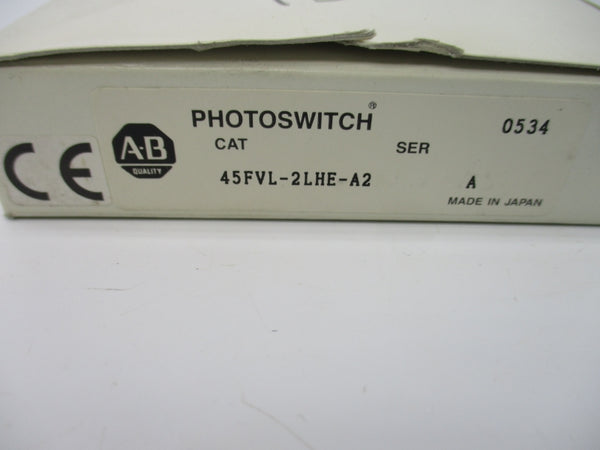 CE
A-B
QUALITY
PHOTOSWITCH®
0534
CAT
SER
45FVL-2LHE-A2
A
MADE IN JAPAN